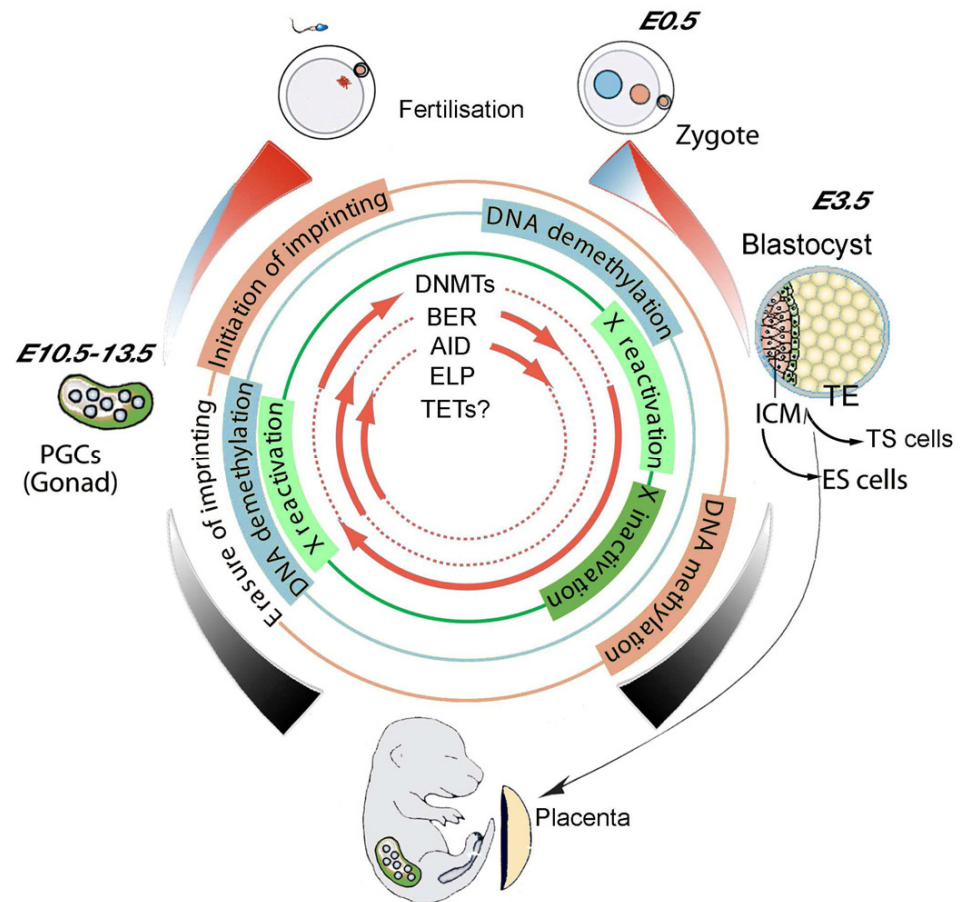 E0.5
Fertilisation
Zygote
E3.5
Blastocyst
Initiation of imprinting
DNA demethylation
DNMTs
BER
AID
ELP
TETs?
X reactivation
E10.5-13.5
PGCs
(Gonad)
ICM
TE
TS cells
ES cells
Erasure of imprinting
DNA demethylation
X reactivation
X inactivation
DNA methylation
Placenta